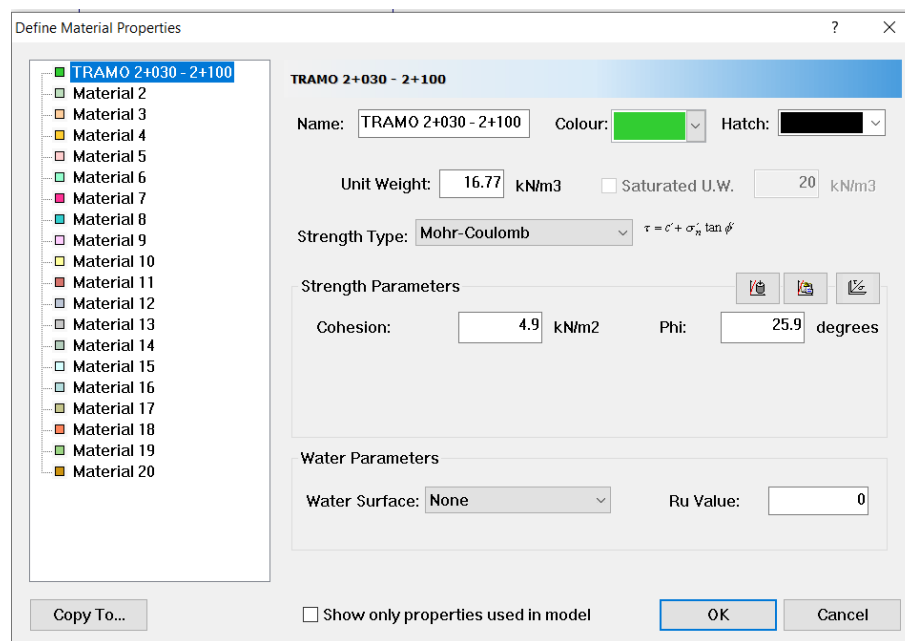 Define Material Properties
?
TRAMO 2+030 - 2+100
Material 2
Material 3
Material 4
Material 5
Material 6
Material 7
Material 8
Material 9
Material 10
Material 11
Material 12
Material 13
Material 14
Material 15
Material 16
Material 17
Material 18
Material 19
Material 20
TRAMO 2+030 - 2+100
Name: TRAMO 2+030 - 2+100 Colour: Hatch:
Unit Weight: 16.77 kN/m3 Saturated U.W. 20 kN/m3
Strength Type: Mohr-Coulomb τ = c′ + σ′n tan ϕ′
Strength Parameters
Cohesion: 4.9 kN/m2 Phi: 25.9 degrees
Water Parameters
Water Surface: None Ru Value: 0
Copy To... Show only properties used in model OK Cancel